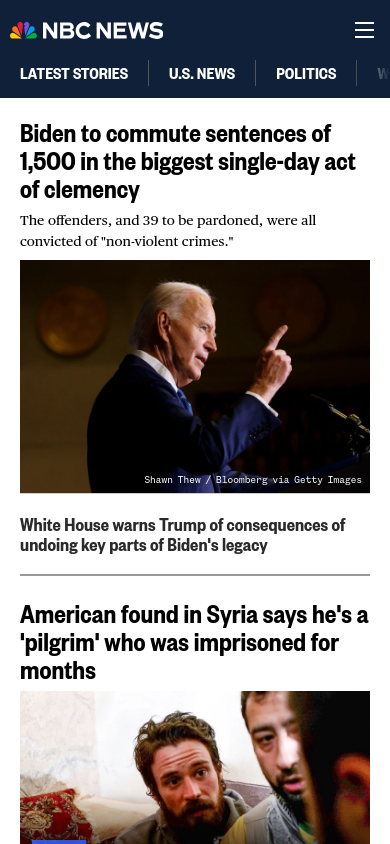 NBC NEWS
LATEST STORIES
U.S. NEWS
POLITICS
Biden to commute sentences of
1,500 in the biggest single-day act
of clemency
The offenders, and 39 to be pardoned, were all
convicted of "non-violent crimes."
Shawn Thew / Bloomberg via Getty Images
White House warns Trump of consequences of
undoing key parts of Biden's legacy
American found in Syria says he's a
'pilgrim' who was imprisoned for
months